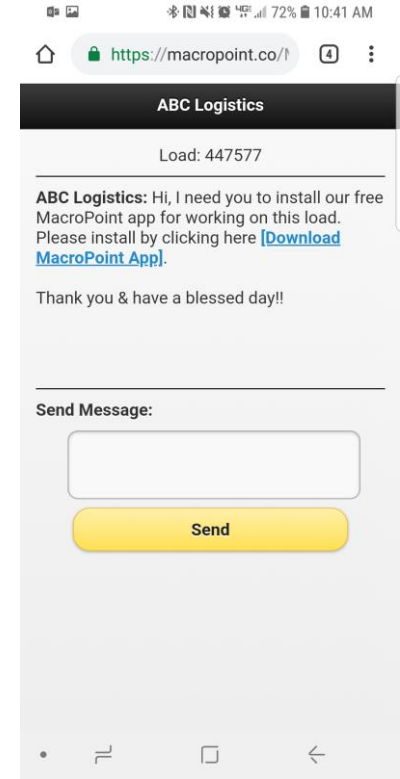 72% 10:41 AM
https://macropoint.co/
4
ABC Logistics
Load: 447577
ABC Logistics: Hi, I need you to install our free
MacroPoint app for working on this load.
Please install by clicking here [Download
MacroPoint App].
Thank you & have a blessed day!!
Send Message:
Send